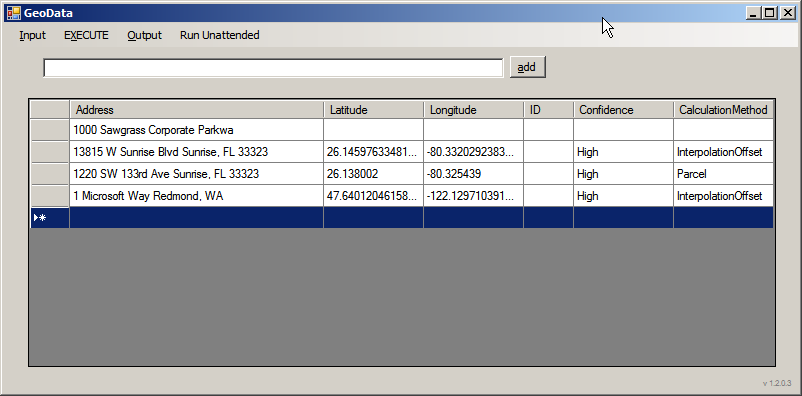 GeoData
Input EXECUTE Output Run Unattended
add
Address Latitude Longitude ID Confidence CalculationMethod
1000 Sawgrass Corporate Parkwa
13815 W Sunrise Blvd Sunrise, FL 33323 26.14597633481... -80.3320292383... High InterpolationOffset
1220 SW 133rd Ave Sunrise, FL 33323 26.138002 -80.325439 High Parcel
1 Microsoft Way Redmond, WA 47.64012046158... -122.129710391... High InterpolationOffset
v 1.2.0.3